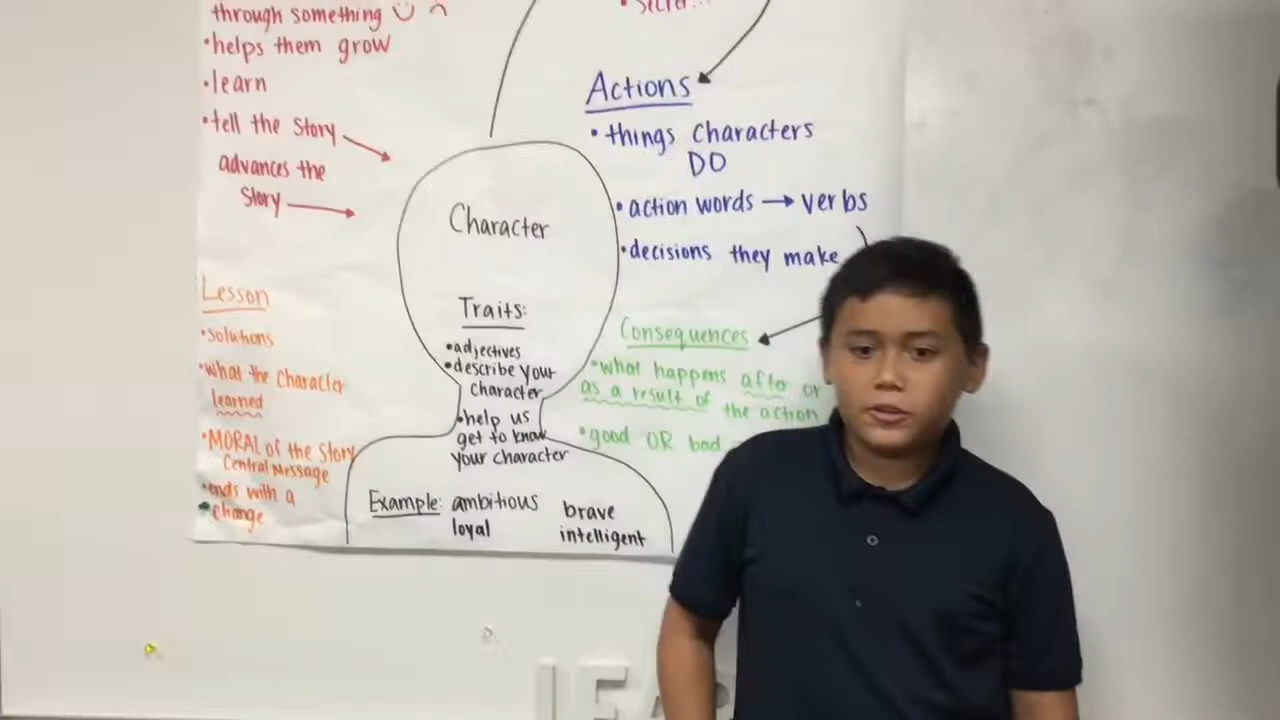 through something
•helps them grow
•learn
•tell the Story
advances the
Story
Lesson
•solutions
•what the Character
learned
•MORAL of the Story
Central Message
•ends with a
change
Character
Traits:
•adjectives
•describe your
character
•help us
get to know
your character
Example: ambitious brave
loyal intelligent
• secret...
Actions
•things Characters
DO
•action words → verbs
•decisions they make
Consequences
•what happens after or
as a result of the action
•good OR bad